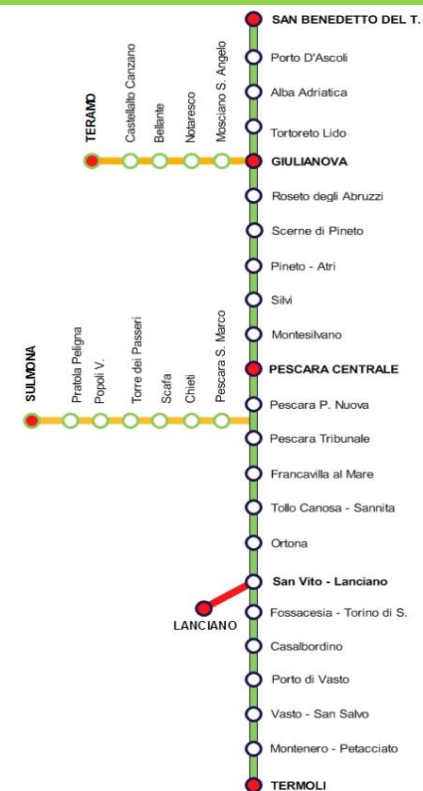 SAN BENEDETTO DEL T.
Porto D'Ascoli
Alba Adriatica
Tortoreto Lido
GIULIANOVA
TERAMO
Castellalto Canzano
Bellante
Notaresco
Mosciano S. Angelo
Roseto degli Abruzzi
Scerne di Pineto
Pineto - Atri
Silvi
Montesilvano
PESCARA CENTRALE
Pescara P. Nuova
SULMONA
Pratola Peligna
Popoli V.
Torre dei Passeri
Scafa
Chieti
Pescara S. Marco
Pescara Tribunale
Francavilla al Mare
Tollo Canosa - Sannita
Ortona
San Vito - Lanciano
LANCIANO
Fossacesia - Torino di S.
Casalbordino
Porto di Vasto
Vasto - San Salvo
Montenero - Petacciato
TERMOLI